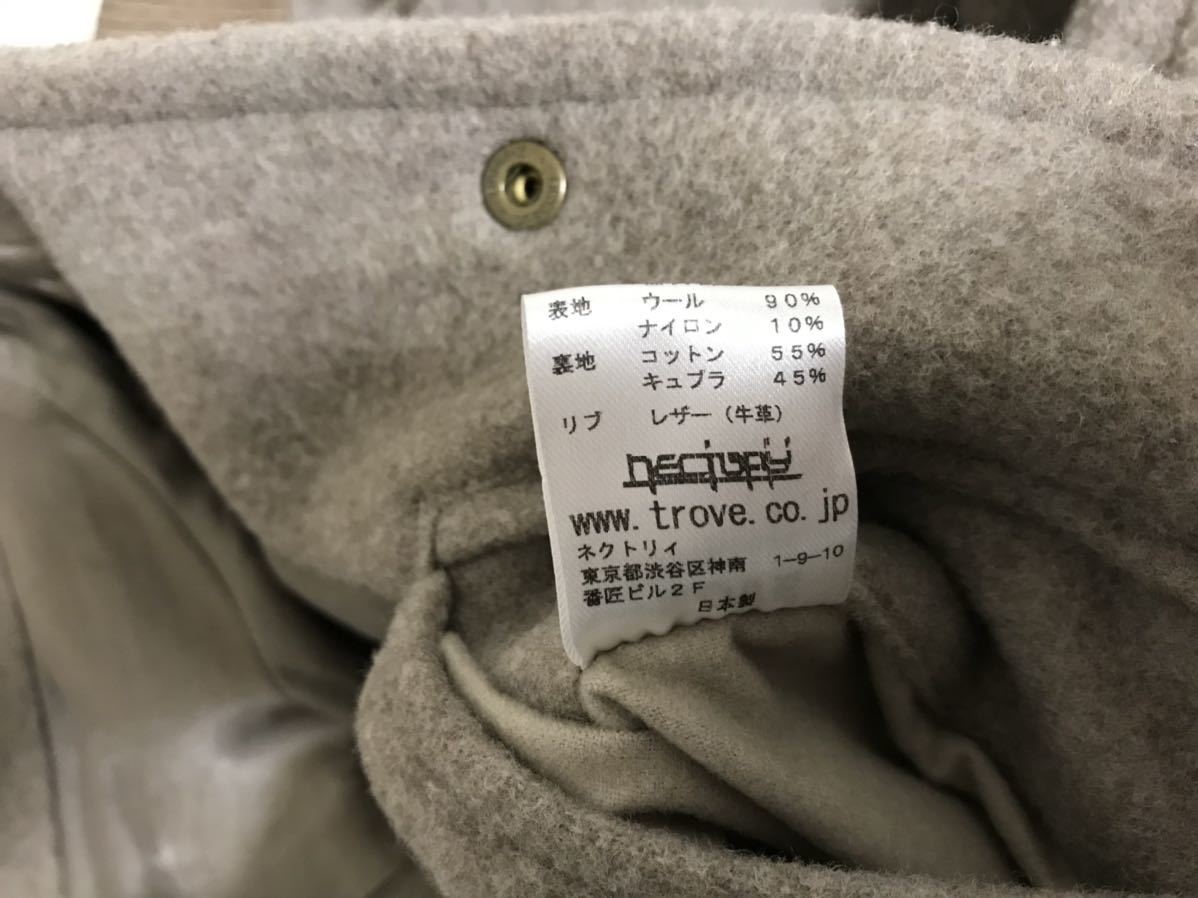 表地 ウール 90%
ナイロン 10%
裏地 コットン 55%
キュプラ 45%
リブ レザー（牛革）
www.trove.co.jp
ネクトリィ
東京都渋谷区神南 1-9-10
番匠ビル2F
日本製